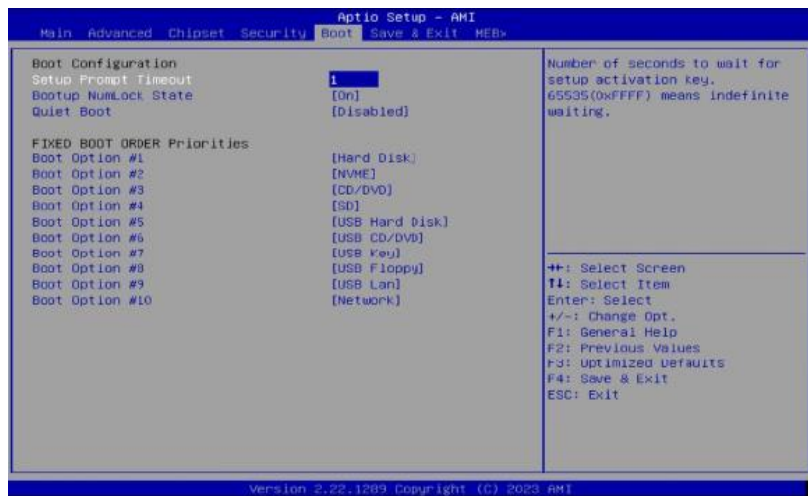 Aptio Setup - AMI
Main Advanced Chipset Security Boot Save & Exit MEBx
Boot Configuration
Setup Prompt Timeout 1
Bootup NumLock State [On]
Quiet Boot [Disabled]
FIXED BOOT ORDER Priorities
Boot Option #1 [Hard Disk]
Boot Option #2 [NVME]
Boot Option #3 [CD/DVD]
Boot Option #4 [SD]
Boot Option #5 [USB Hard Disk]
Boot Option #6 [USB CD/DVD]
Boot Option #7 [USB Key]
Boot Option #8 [USB Floppy]
Boot Option #9 [USB Lan]
Boot Option #10 [Network]
Number of seconds to wait for
setup activation key.
65535(0xFFFF) means indefinite
waiting.
→←: Select Screen
↑↓: Select Item
Enter: Select
+/-: Change Opt.
F1: General Help
F2: Previous Values
F3: Optimized Defaults
F4: Save & Exit
ESC: Exit
Version 2.22.1289 Copyright (C) 2023 AMI